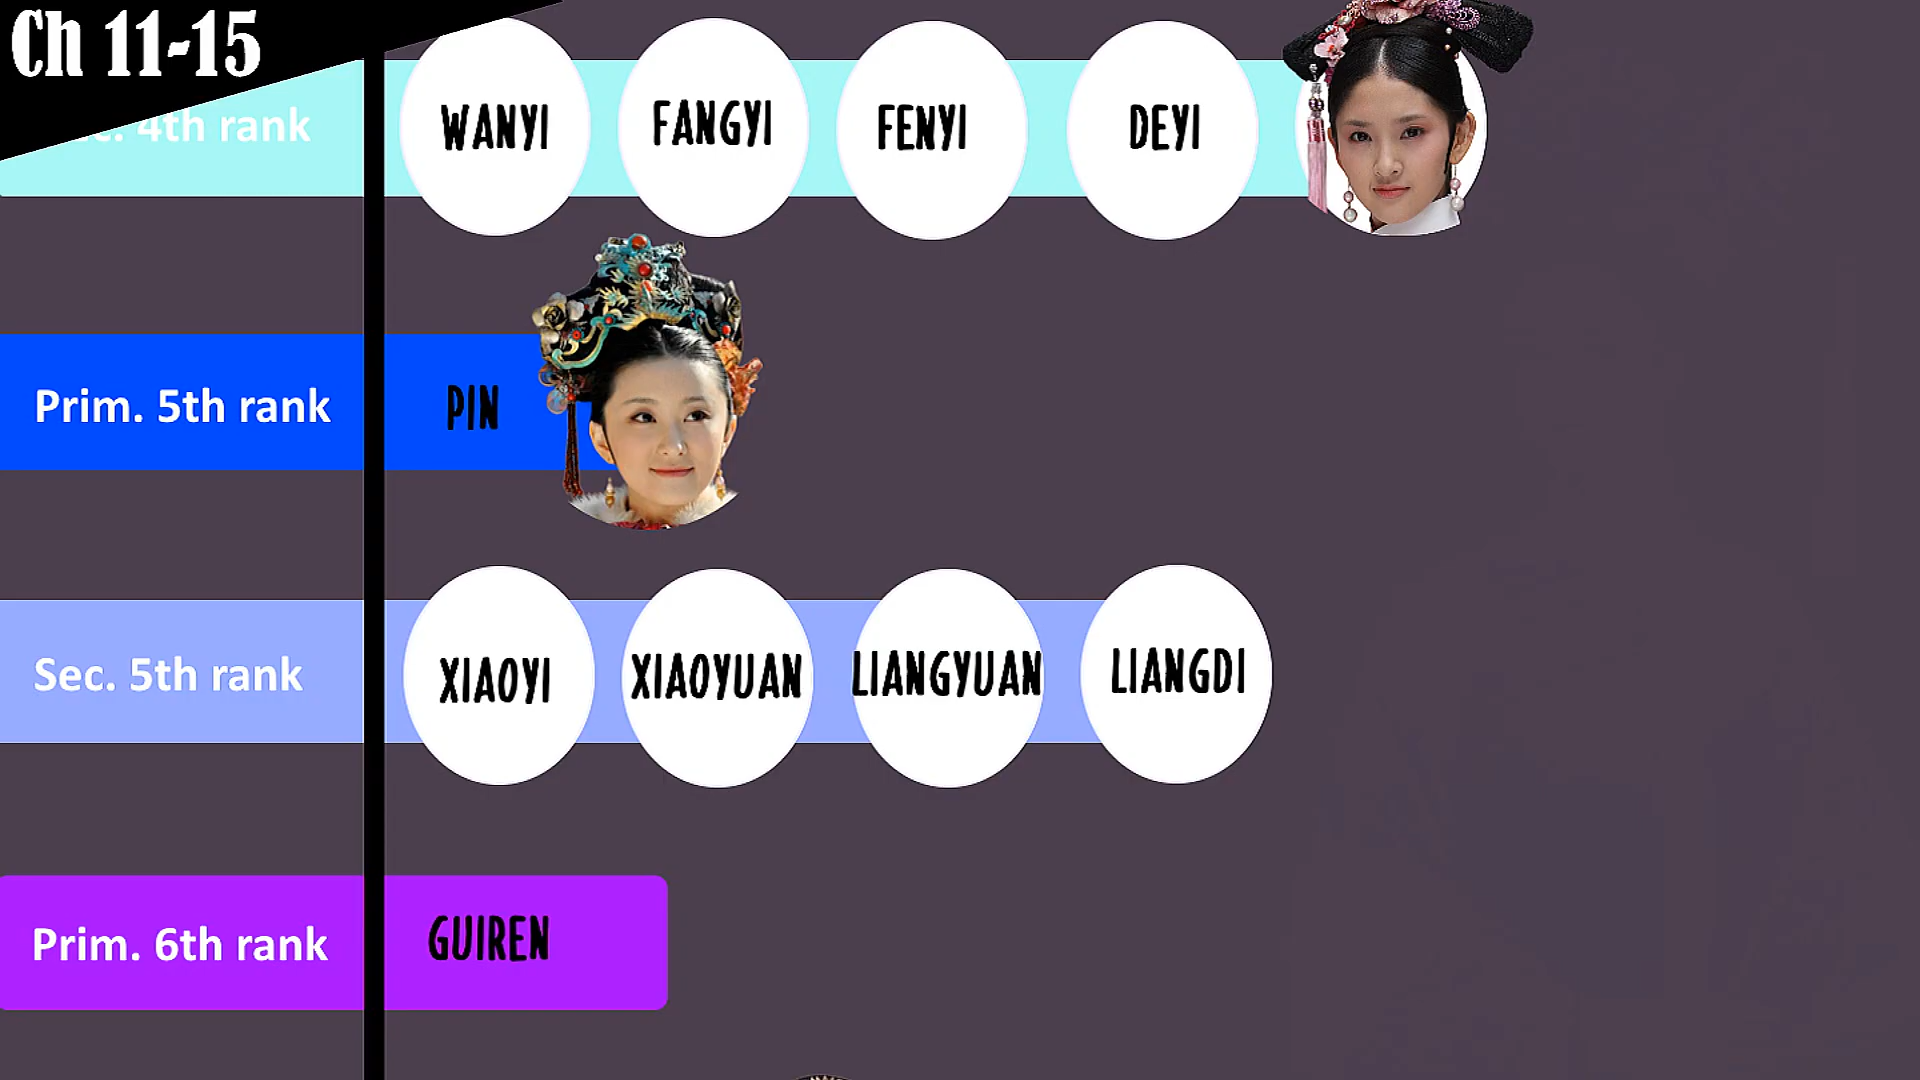 Ch 11-15
4th rank
WANYI
FANGYI
FENYI
DEYI
Prim. 5th rank
PIN
Sec. 5th rank
XIAOYI
XIAOYUAN
LIANGYUAN
LIANGDI
Prim. 6th rank
GUIREN